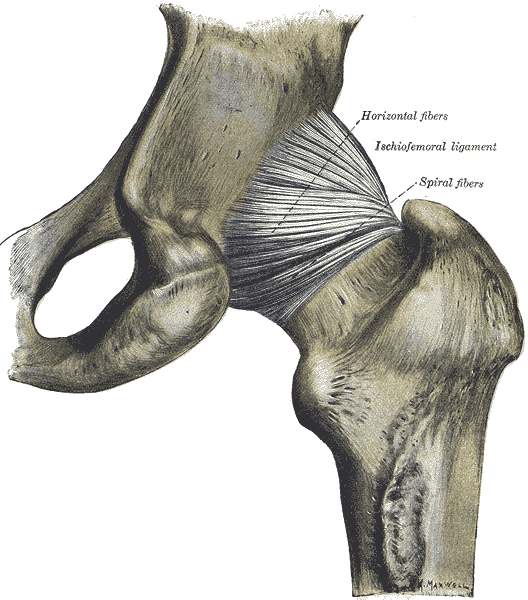 Horizontal fibers
Ischiofemoral ligament
Spiral fibers
K. MAXWELL